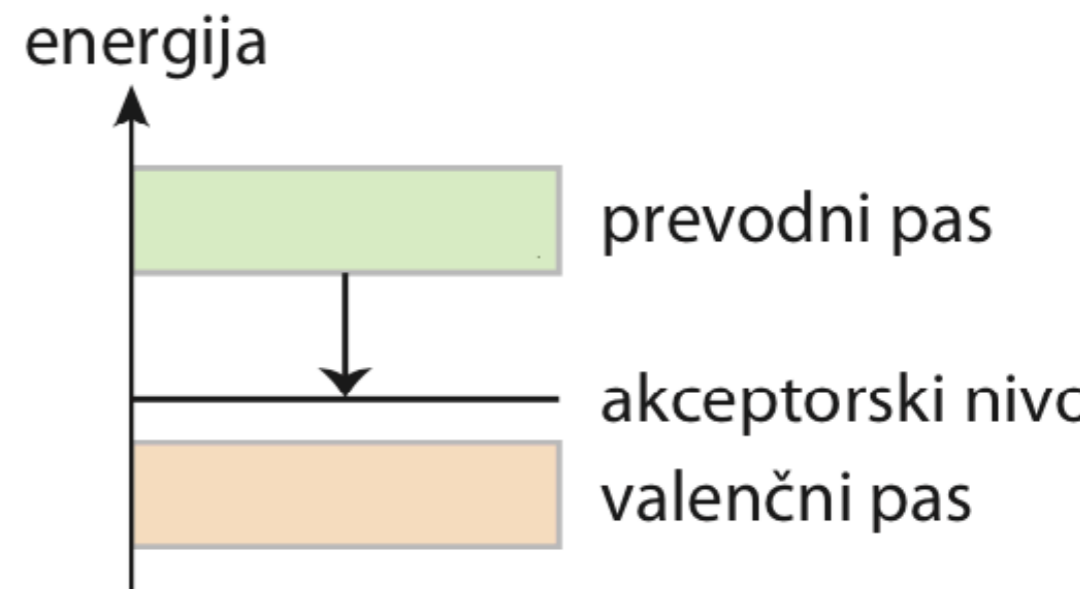 energija
prevodni pas
akceptorski nivo
valenčni pas